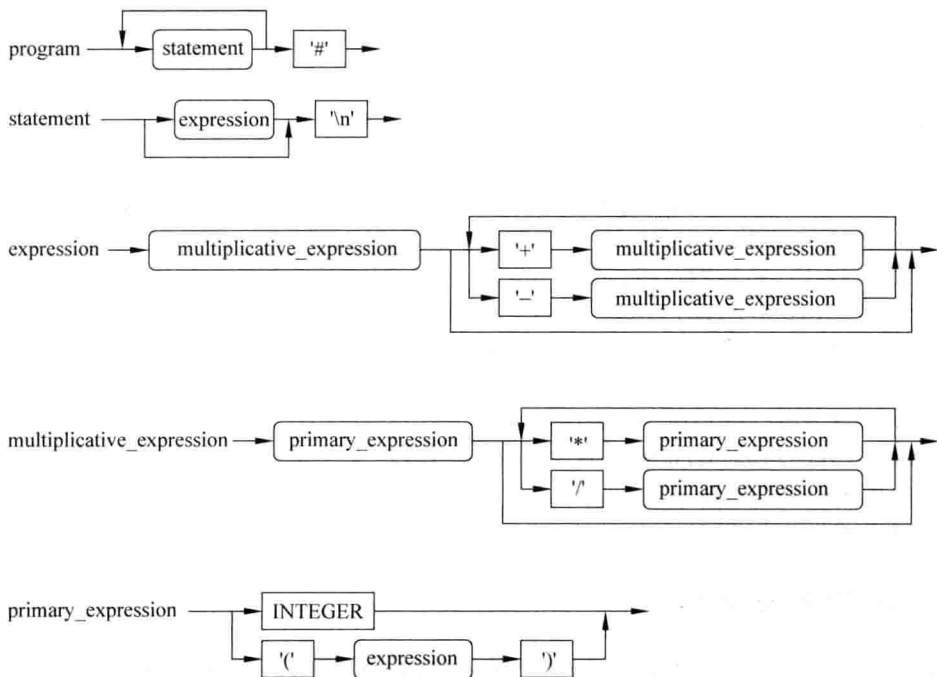 program statement '#'
statement expression '\n'
expression multiplicative_expression '+' multiplicative_expression
'–' multiplicative_expression
multiplicative_expression primary_expression '*' primary_expression
'/' primary_expression
primary_expression INTEGER
'(' expression ')'